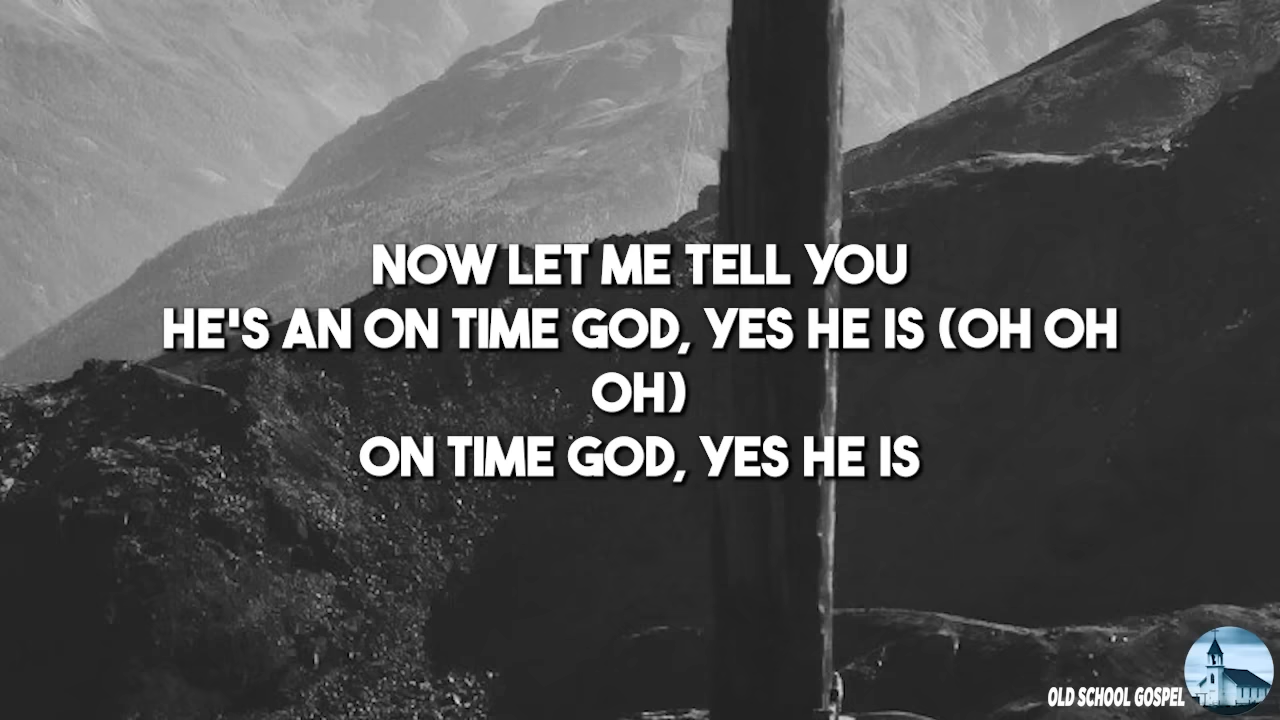 NOW LET ME TELL YOU
HE'S AN ON TIME GOD, YES HE IS (OH OH
OH)
ON TIME GOD, YES HE IS
OLD SCHOOL GOSPEL